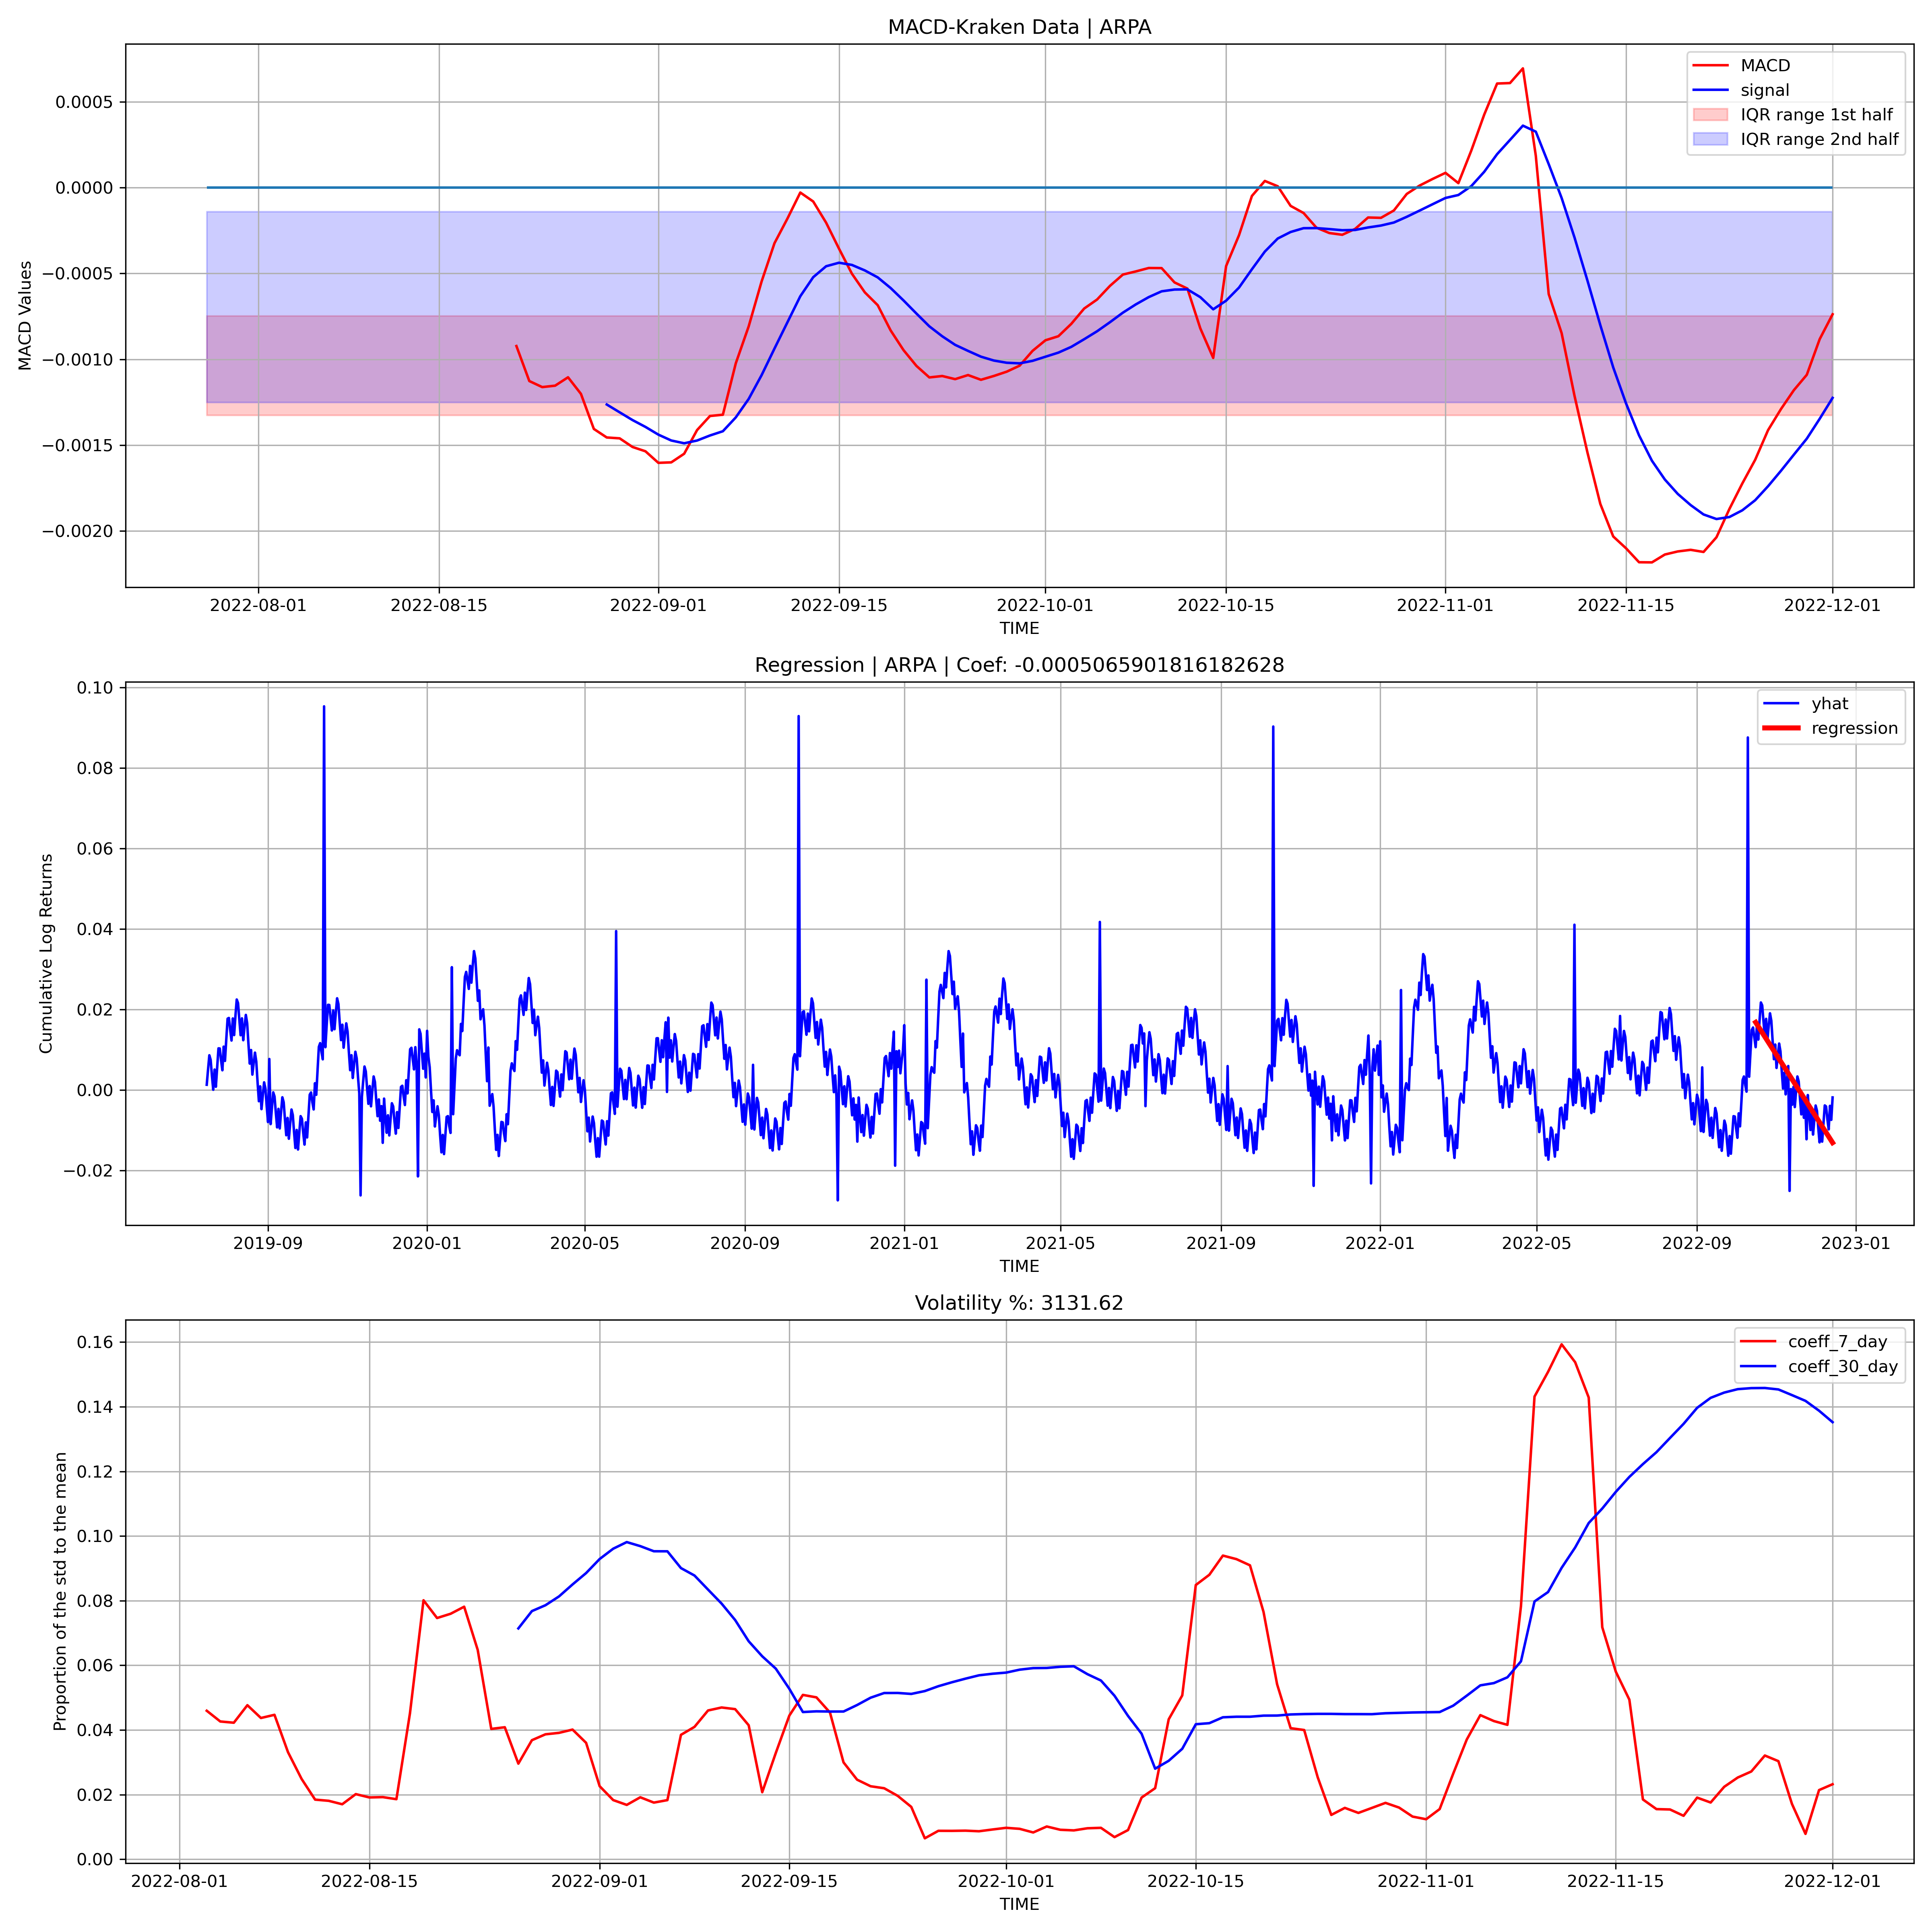 MACD-Kraken Data | ARPA
MACD
signal
IQR range 1st half
IQR range 2nd half
MACD Values
0.0005
0.0000
−0.0005
−0.0010
−0.0015
−0.0020
2022-08-01 2022-08-15 2022-09-01 2022-09-15 2022-10-01 2022-10-15 2022-11-01 2022-11-15 2022-12-01
TIME
Regression | ARPA | Coef: -0.0005065901816182628
yhat
regression
Cumulative Log Returns
0.10
0.08
0.06
0.04
0.02
0.00
−0.02
2019-09 2020-01 2020-05 2020-09 2021-01 2021-05 2021-09 2022-01 2022-05 2022-09 2023-01
TIME
Volatility %: 3131.62
coeff_7_day
coeff_30_day
Proportion of the std to the mean
0.16
0.14
0.12
0.10
0.08
0.06
0.04
0.02
0.00
2022-08-01 2022-08-15 2022-09-01 2022-09-15 2022-10-01 2022-10-15 2022-11-01 2022-11-15 2022-12-01
TIME